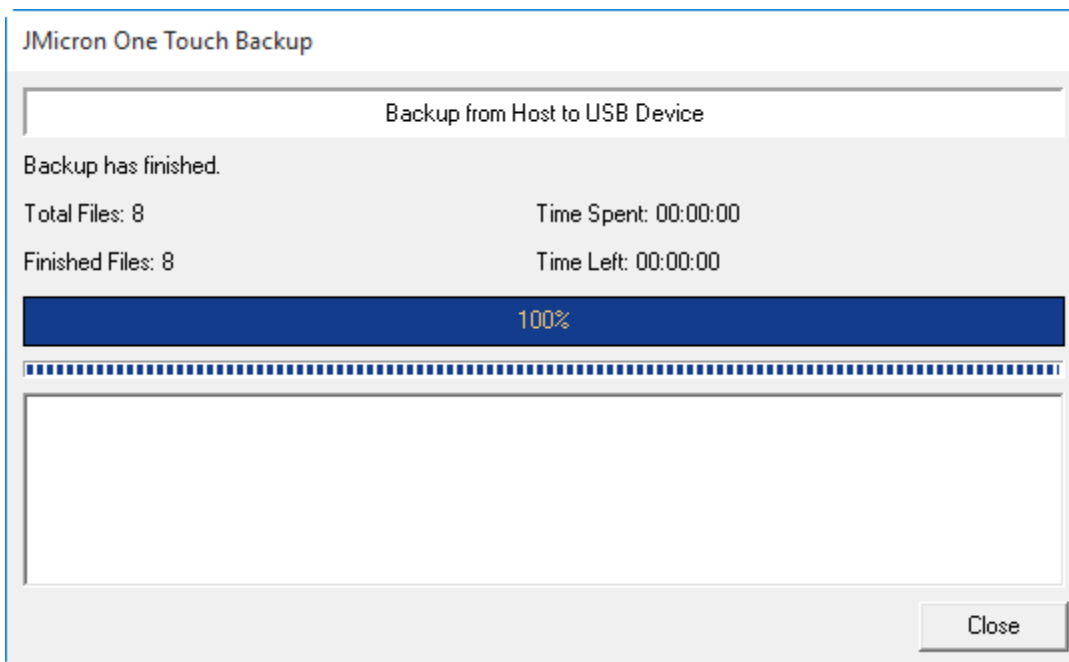 JMicron One Touch Backup
Backup from Host to USB Device
Backup has finished.
Total Files: 8 Time Spent: 00:00:00
Finished Files: 8 Time Left: 00:00:00
100%
Close